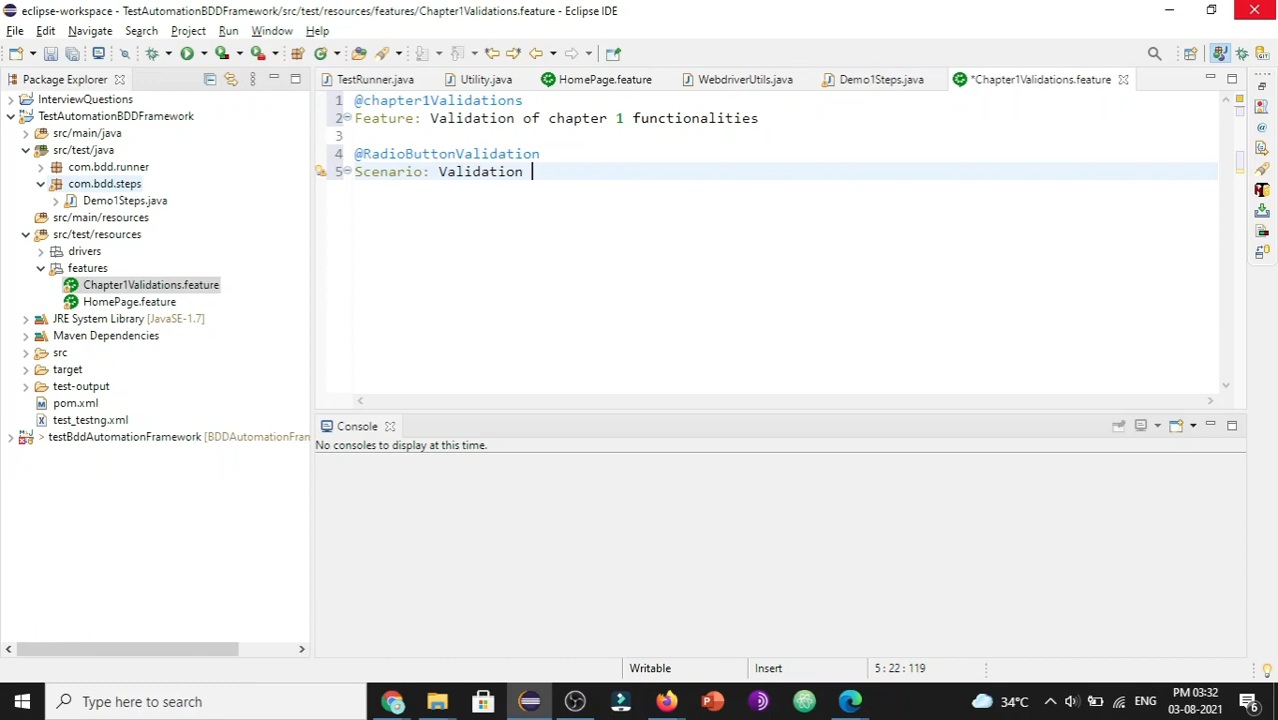 eclipse-workspace - TestAutomationBDDFramework/src/test/resources/features/Chapter1Validations.feature - Eclipse IDE
File Edit Navigate Search Project Run Window Help
Package Explorer
InterviewQuestions
TestAutomationBDDFramework
src/main/java
src/test/java
com.bdd.runner
com.bdd.steps
Demo1Steps.java
src/main/resources
src/test/resources
drivers
features
Chapter1Validations.feature
HomePage.feature
JRE System Library [JavaSE-1.7]
Maven Dependencies
src
target
test-output
pom.xml
test_testng.xml
> testBddAutomationFramework [BDDAutomationFran
TestRunner.java Utility.java HomePage.feature WebdriverUtils.java Demo1Steps.java *Chapter1Validations.feature
1 @chapter1Validations
2 Feature: Validation of chapter 1 functionalities
3
4 @RadioButtonValidation
5 Scenario: Validation
Console
No consoles to display at this time.
Writable Insert 5 : 22 : 119
Type here to search
34°C ENG PM 03:32
03-08-2021
6